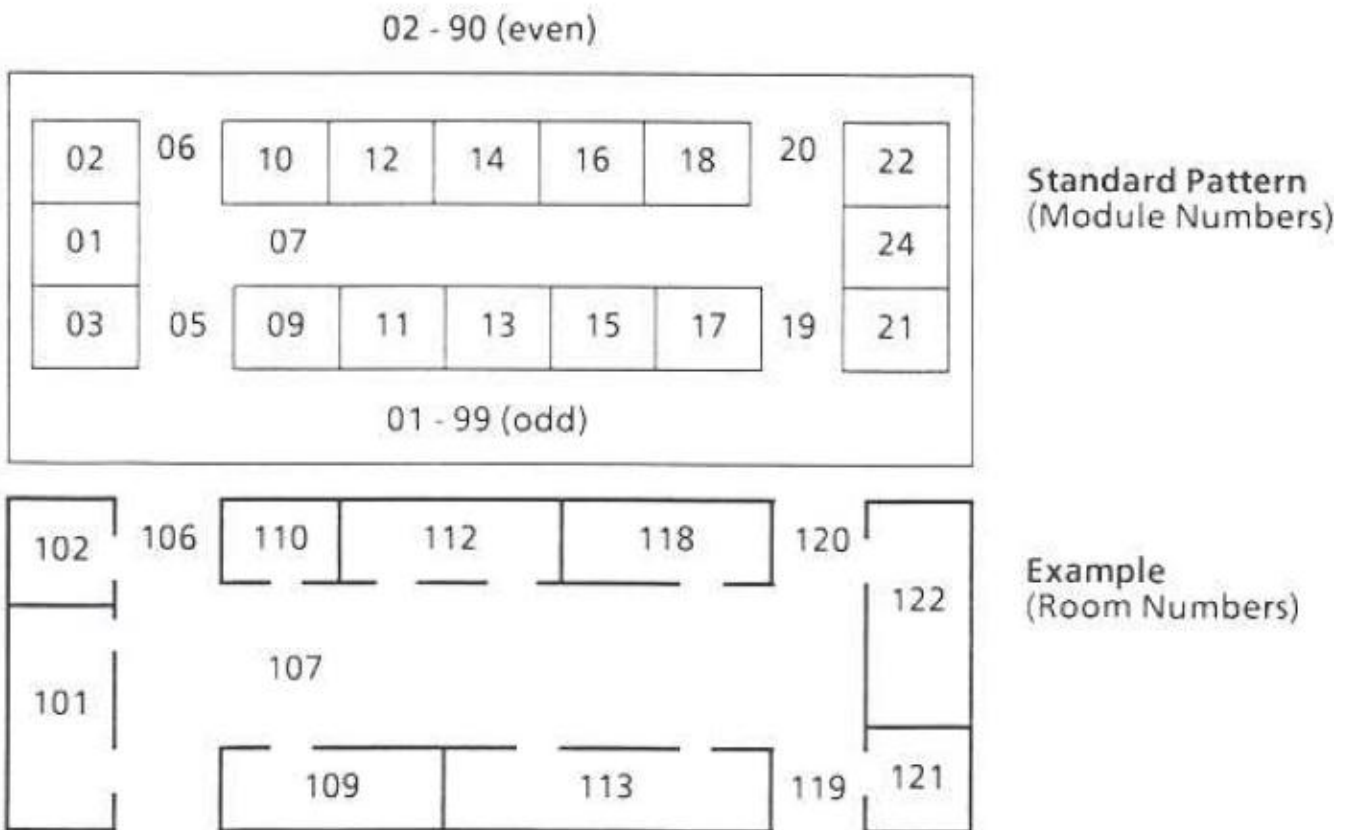 02 - 90 (even)
02 06 10 12 14 16 18 20 22
01 07 24
03 05 09 11 13 15 17 19 21
01 - 99 (odd)
Standard Pattern
(Module Numbers)
102 106 110 112 118 120
122
107
101
109 113 119 121
Example
(Room Numbers)